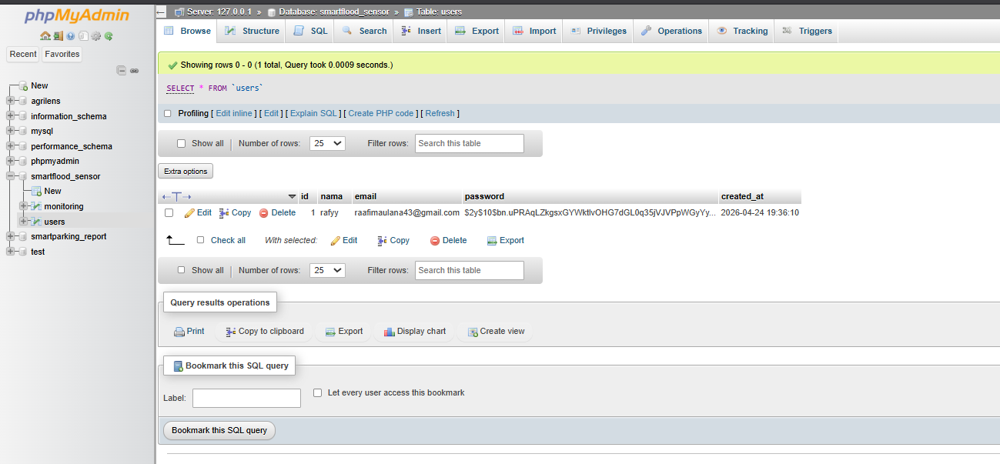 phpMyAdmin
Recent Favorites
New
agrilens
information_schema
mysql
performance_schema
phpmyadmin
smartflood_sensor
New
monitoring
users
smartparking_report
test
Server: 127.0.0.1 » Database: smartflood_sensor » Table: users
Browse Structure SQL Search Insert Export Import Privileges Operations Tracking Triggers
Showing rows 0 - 0 (1 total, Query took 0.0009 seconds.)
SELECT * FROM `users`
Profiling [ Edit inline ] [ Edit ] [ Explain SQL ] [ Create PHP code ] [ Refresh ]
Show all | Number of rows: 25 Filter rows: Search this table
Extra options
←T→ id nama email password created_at
Edit Copy Delete 1 rafyy raafimaulana43@gmail.com $2y$10$bn.uPRAqLZkgsxGYWktlvOHG7dGL0q35jVJVPpWGyYy... 2026-04-24 19:36:10
Check all With selected: Edit Copy Delete Export
Show all | Number of rows: 25 Filter rows: Search this table
Query results operations
Print Copy to clipboard Export Display chart Create view
Bookmark this SQL query
Label: Let every user access this bookmark
Bookmark this SQL query